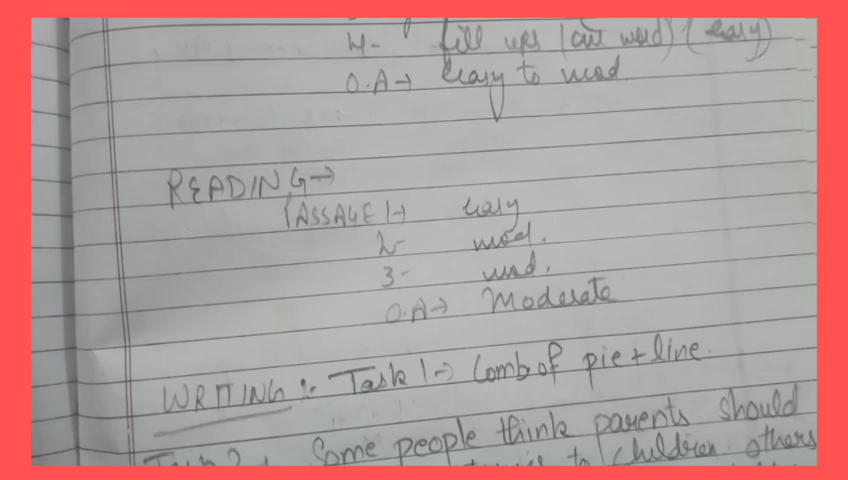 4- fill ups (one word) (easy)
O.A→ Easy to mod
READING→
PASSAGE 1→ easy
2- mod.
3- mod.
O.A→ Moderate
WRITING :- Task 1→ Comb of pie + line.
Some people think parents should
to children. others